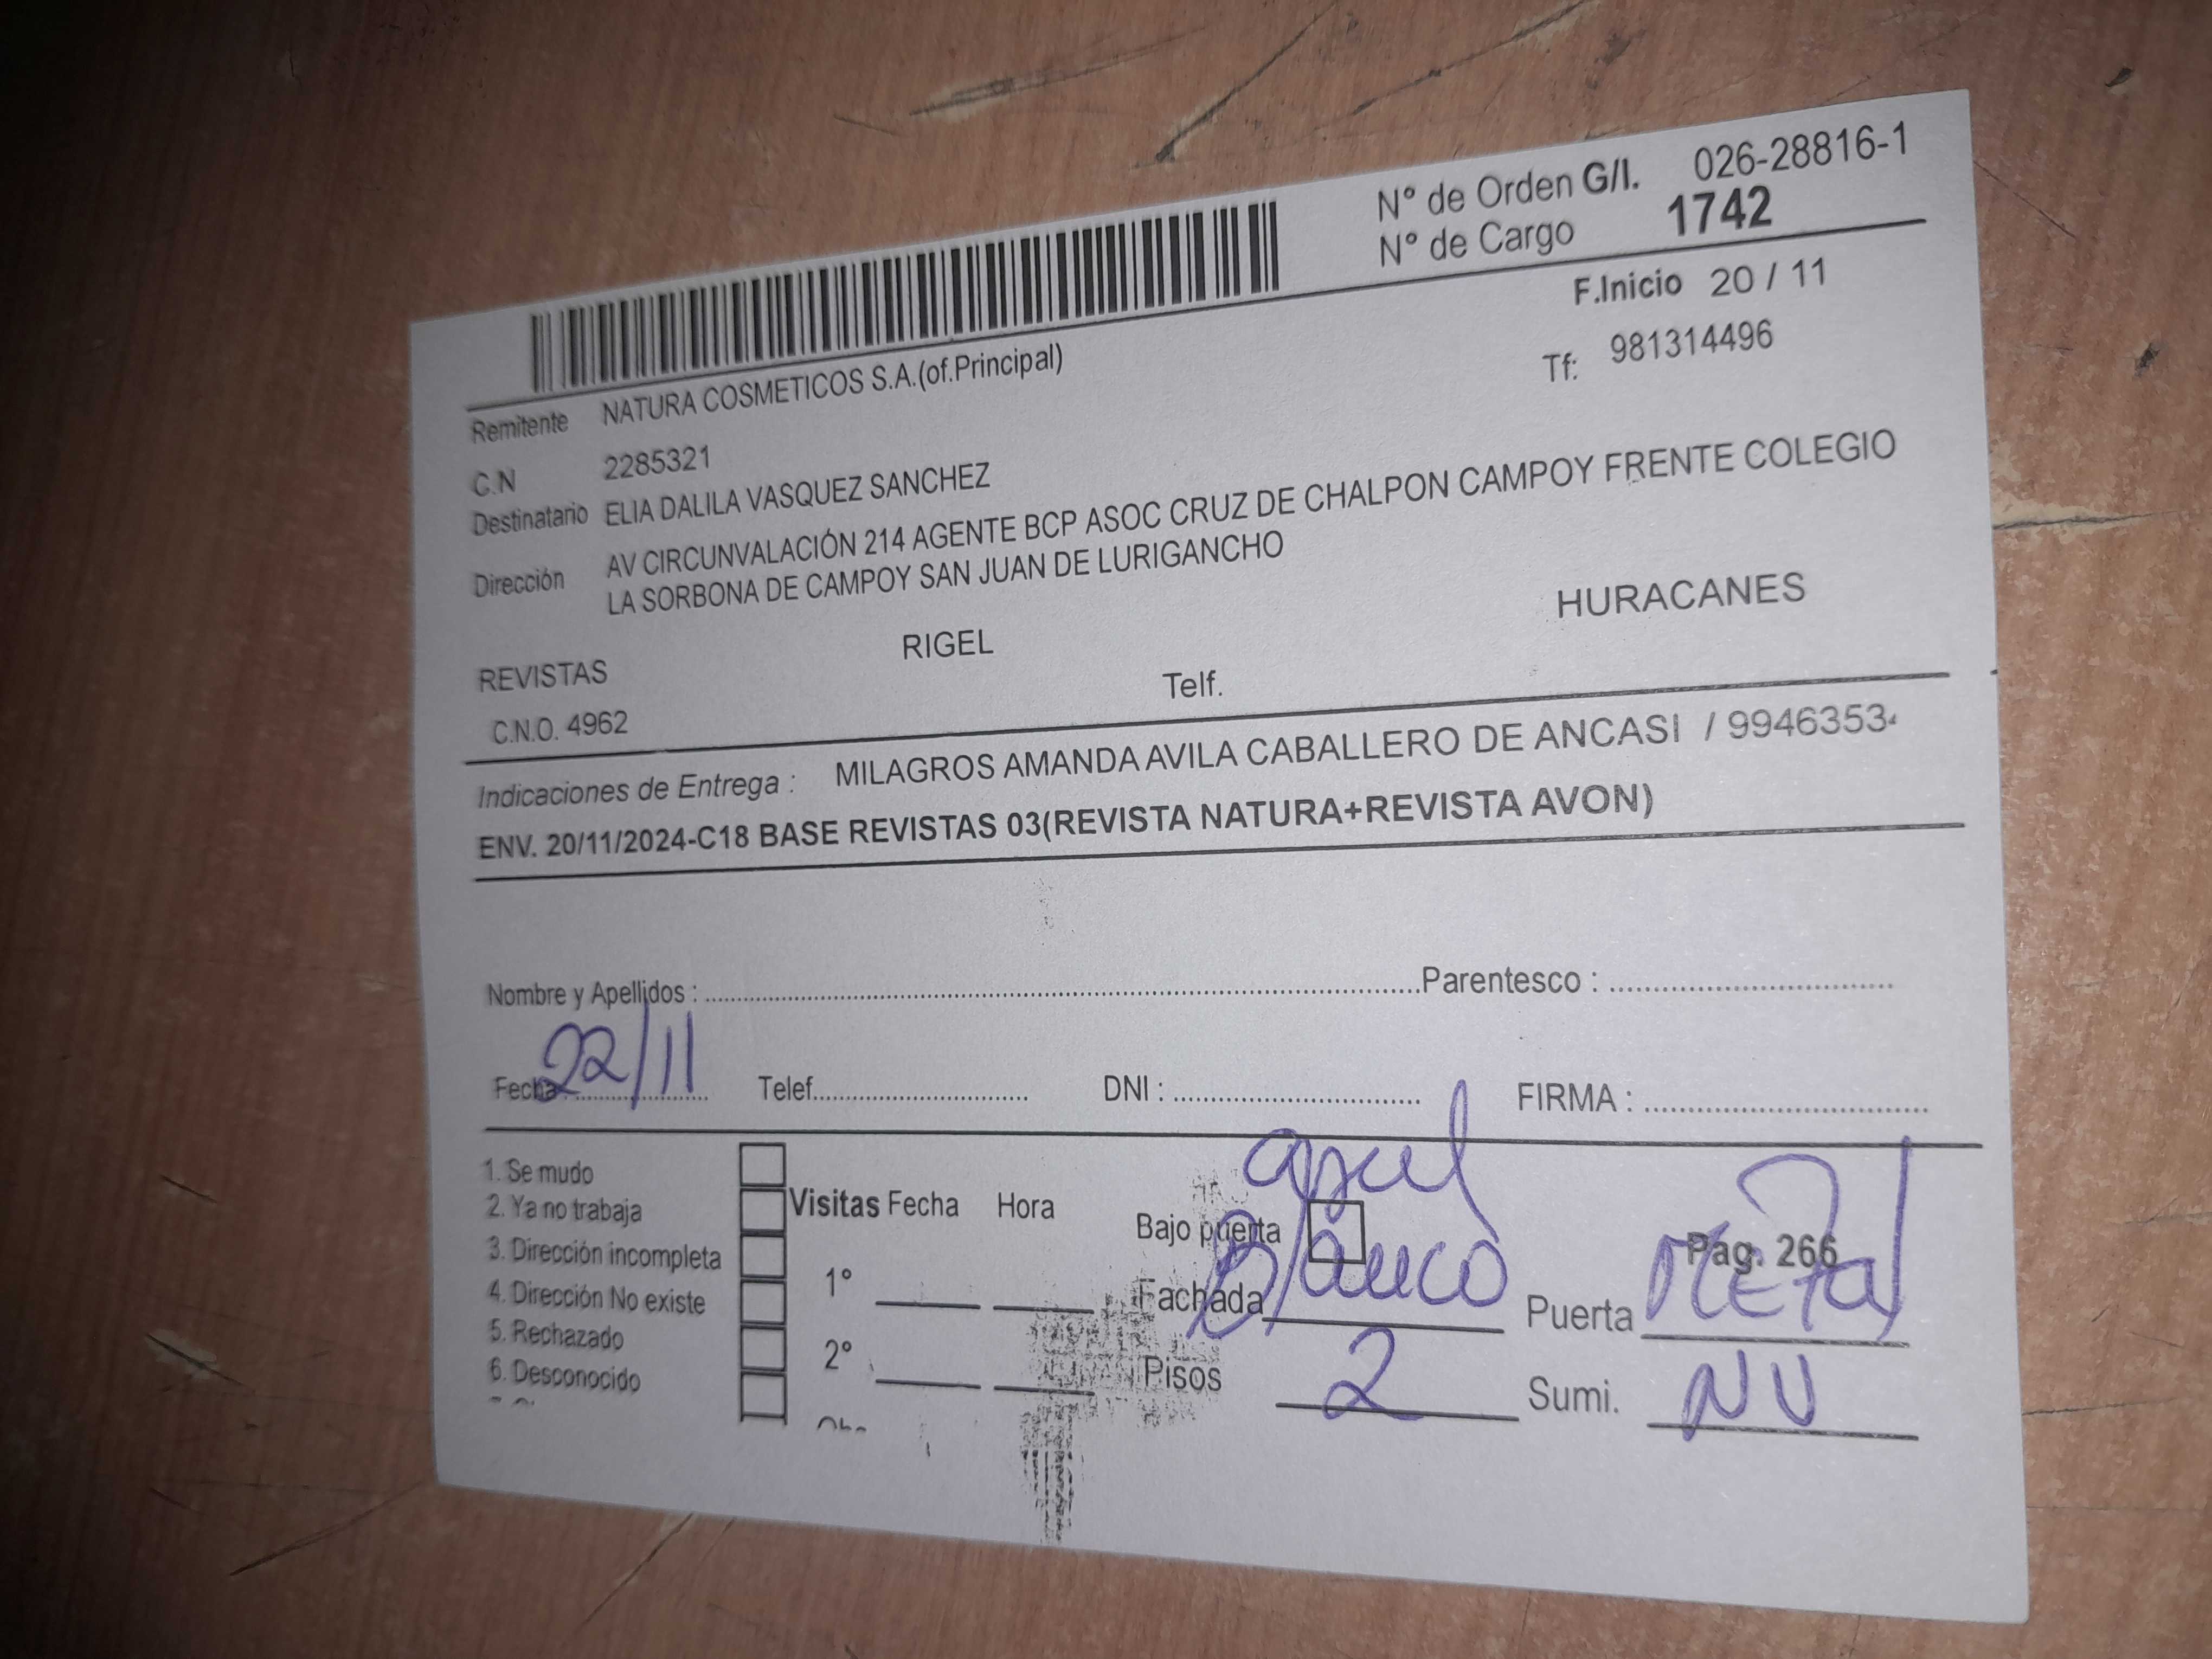 Nº de Orden G/I. 026-28816-1
Nº de Cargo 1742
F.Inicio 20 / 11
Remitente NATURA COSMETICOS S.A.(of.Principal)
Tf: 981314496
C.N 2285321
Destinatario ELIA DALILA VASQUEZ SANCHEZ
Dirección AV CIRCUNVALACIÓN 214 AGENTE BCP ASOC CRUZ DE CHALPON CAMPOY FRENTE COLEGIO
LA SORBONA DE CAMPOY SAN JUAN DE LURIGANCHO
REVISTAS RIGEL HURACANES
C.N.O. 4962 Telf.
Indicaciones de Entrega : MILAGROS AMANDA AVILA CABALLERO DE ANCASI / 9946353
ENV. 20/11/2024-C18 BASE REVISTAS 03(REVISTA NATURA+REVISTA AVON)
Nombre y Apellidos : Parentesco :
Fecha : 22/11 Telef. DNI : FIRMA :
1. Se mudo
2. Ya no trabaja
3. Dirección incompleta
4. Dirección No existe
5. Rechazado
6. Desconocido
Visitas Fecha Hora
1º
2º
azul
Bajo puerta Pag. 266
Fachada Blanco Puerta Metal
Pisos 2 Sumi. NU